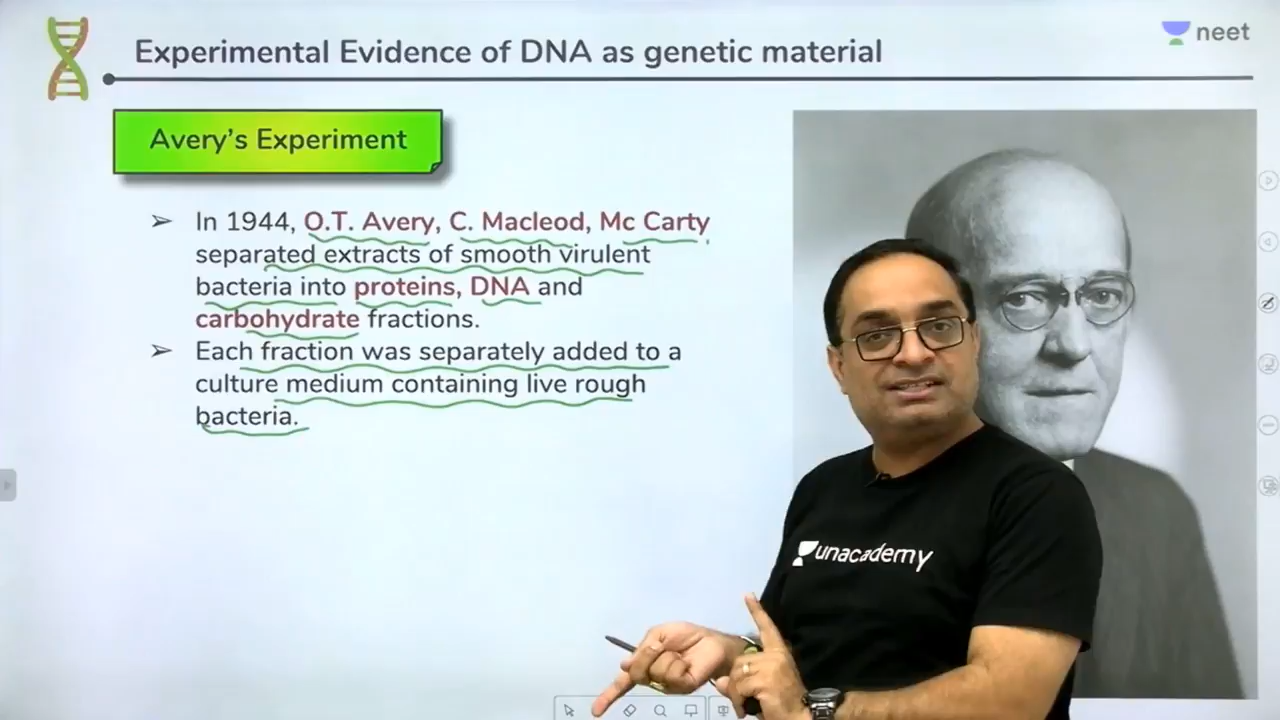 Experimental Evidence of DNA as genetic material
neet
Avery's Experiment
➢ In 1944, O.T. Avery, C. Macleod, Mc Carty
separated extracts of smooth virulent
bacteria into proteins, DNA and
carbohydrate fractions.
➢ Each fraction was separately added to a
culture medium containing live rough
bacteria.
unacademy